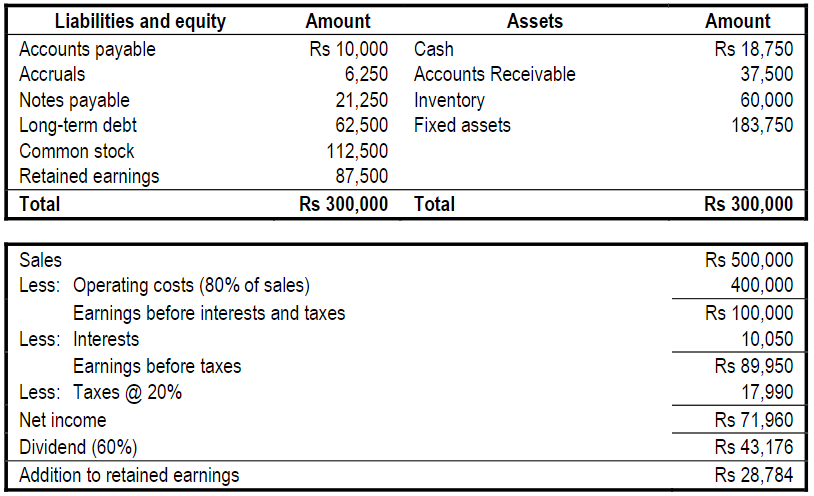 Liabilities and equity Amount Assets Amount
Accounts payable Rs 10,000 Cash Rs 18,750
Accruals 6,250 Accounts Receivable 37,500
Notes payable 21,250 Inventory 60,000
Long-term debt 62,500 Fixed assets 183,750
Common stock 112,500
Retained earnings 87,500
Total Rs 300,000 Total Rs 300,000
Sales Rs 500,000
Less: Operating costs (80% of sales) 400,000
Earnings before interests and taxes Rs 100,000
Less: Interests 10,050
Earnings before taxes Rs 89,950
Less: Taxes @ 20% 17,990
Net income Rs 71,960
Dividend (60%) Rs 43,176
Addition to retained earnings Rs 28,784